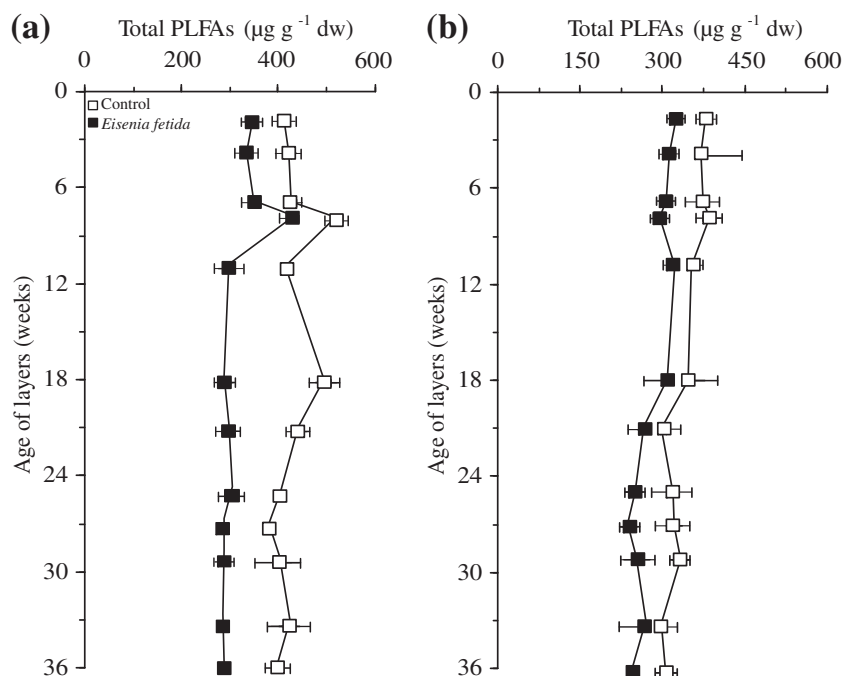 (a) Total PLFAs (µg g -1 dw)
0 200 400 600
0
6
12
18
24
30
36
Age of layers (weeks)
Control
Eisenia fetida
(b) Total PLFAs (µg g -1 dw)
0 150 300 450 600
0
6
12
18
24
30
36
Age of layers (weeks)